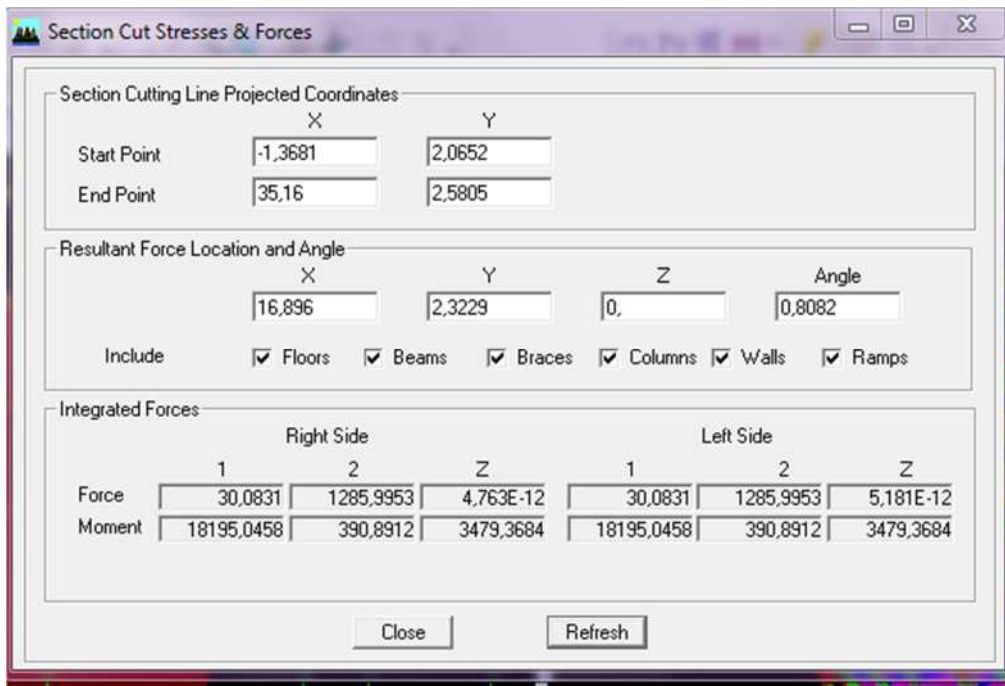 Section Cut Stresses & Forces
Section Cutting Line Projected Coordinates
X Y
Start Point -1,3681 2,0652
End Point 35,16 2,5805
Resultant Force Location and Angle
X Y Z Angle
16,896 2,3229 0, 0,8082
Include Floors Beams Braces Columns Walls Ramps
Integrated Forces
Right Side Left Side
1 2 Z 1 2 Z
Force 30,0831 1285,9953 4,763E-12 30,0831 1285,9953 5,181E-12
Moment 18195,0458 390,8912 3479,3684 18195,0458 390,8912 3479,3684
Close Refresh